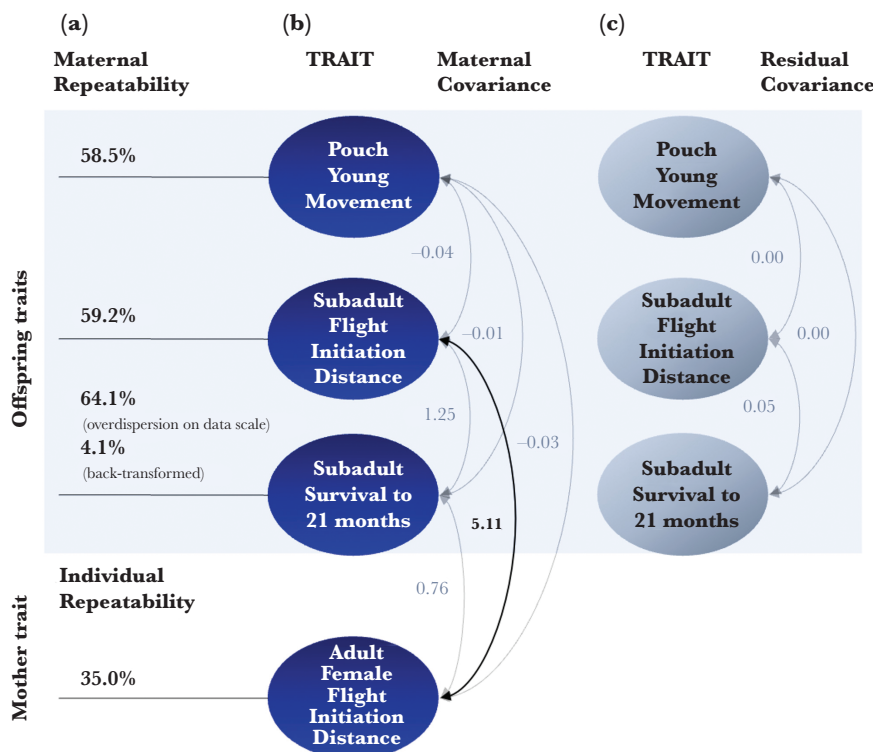 (a)
Maternal
Repeatability
(b)
TRAIT
Maternal
Covariance
(c)
TRAIT
Residual
Covariance
Offspring traits
58.5%
Pouch
Young
Movement
–0.04
59.2%
Subadult
Flight
Initiation
Distance
–0.01
64.1%
(overdispersion on data scale)
4.1%
(back-transformed)
1.25
–0.03
Subadult
Survival to
21 months
5.11
Pouch
Young
Movement
0.00
Subadult
Flight
Initiation
Distance
0.00
0.05
Subadult
Survival to
21 months
Mother trait
Individual
Repeatability
0.76
35.0%
Adult
Female
Flight
Initiation
Distance